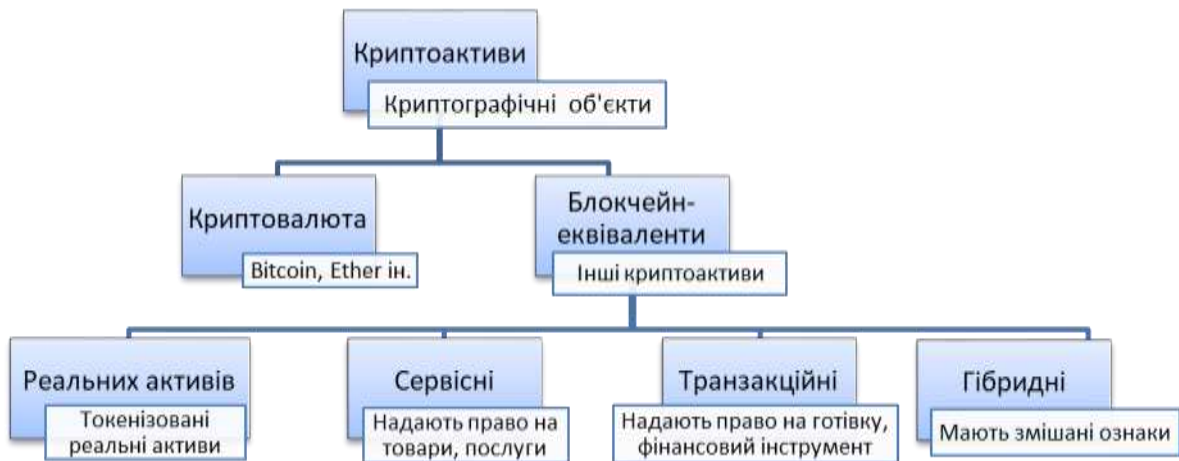 Криптоактиви
Криптографічні об'єкти
Криптовалюта
Bitcoin, Ether ін.
Блокчейн-
еквіваленти
Інші криптоактиви
Реальних активів
Токенізовані
реальні активи
Сервісні
Надають право на
товари, послуги
Транзакційні
Надають право на готівку,
фінансовий інструмент
Гібридні
Мають змішані ознаки